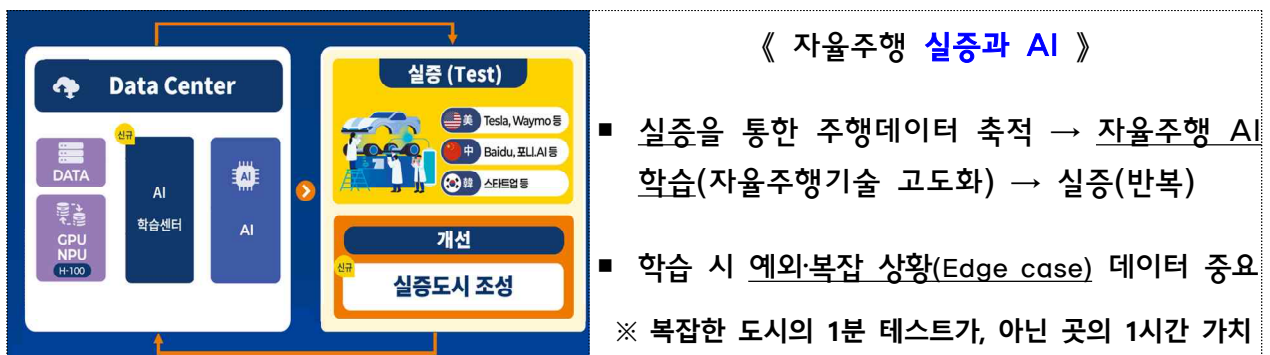 Data Center
신규
DATA
GPU
NPU
H-100
AI
학습센터
AI
AI
실증 (Test)
美 Tesla, Waymo 등
中 Baidu, 포니.AI 등
韓 스타트업 등
개선
신규
실증도시 조성
《 자율주행 실증과 AI 》
▪ 실증을 통한 주행데이터 축적 → 자율주행 AI
학습(자율주행기술 고도화) → 실증(반복)
▪ 학습 시 예외·복잡 상황(Edge case) 데이터 중요
※ 복잡한 도시의 1분 테스트가, 아닌 곳의 1시간 가치